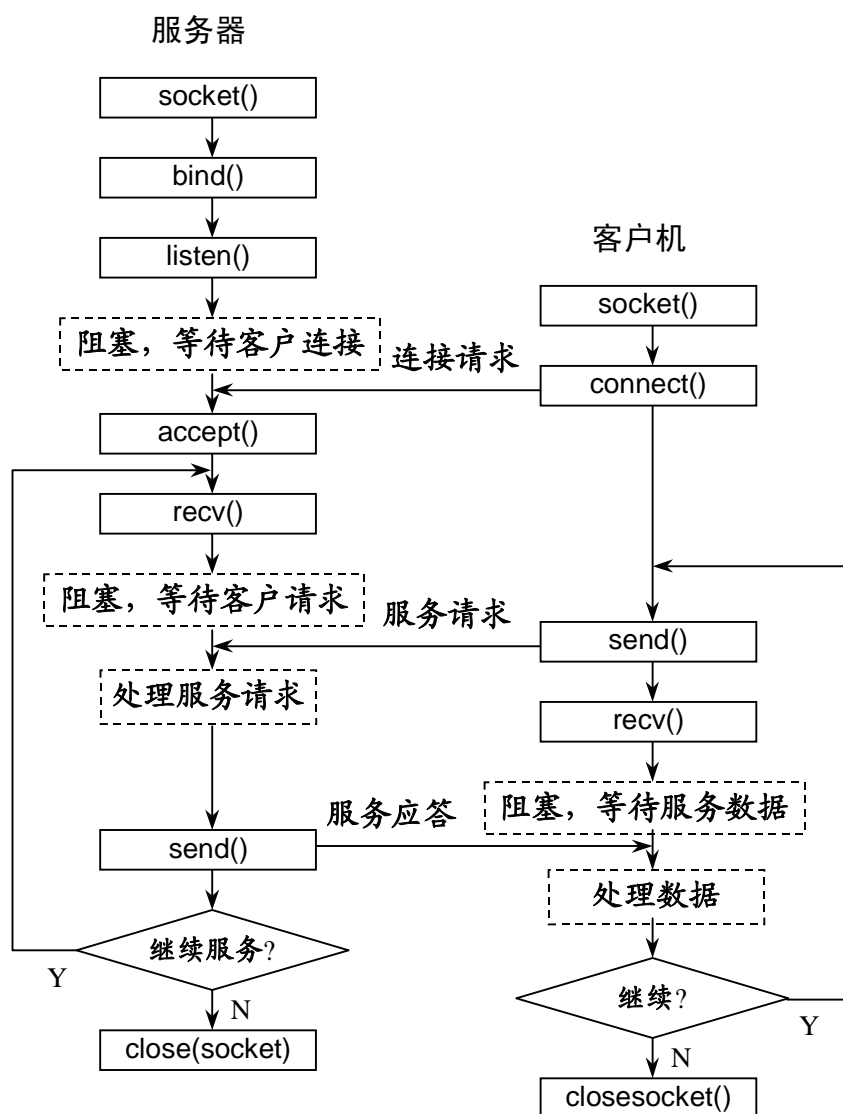 服务器
socket()
bind()
listen()
阻塞，等待客户连接
accept()
recv()
阻塞，等待客户请求
处理服务请求
send()
继续服务?
Y
N
close(socket)
连接请求
服务请求
服务应答
客户机
socket()
connect()
send()
recv()
阻塞，等待服务数据
处理数据
继续?
Y
N
closesocket()